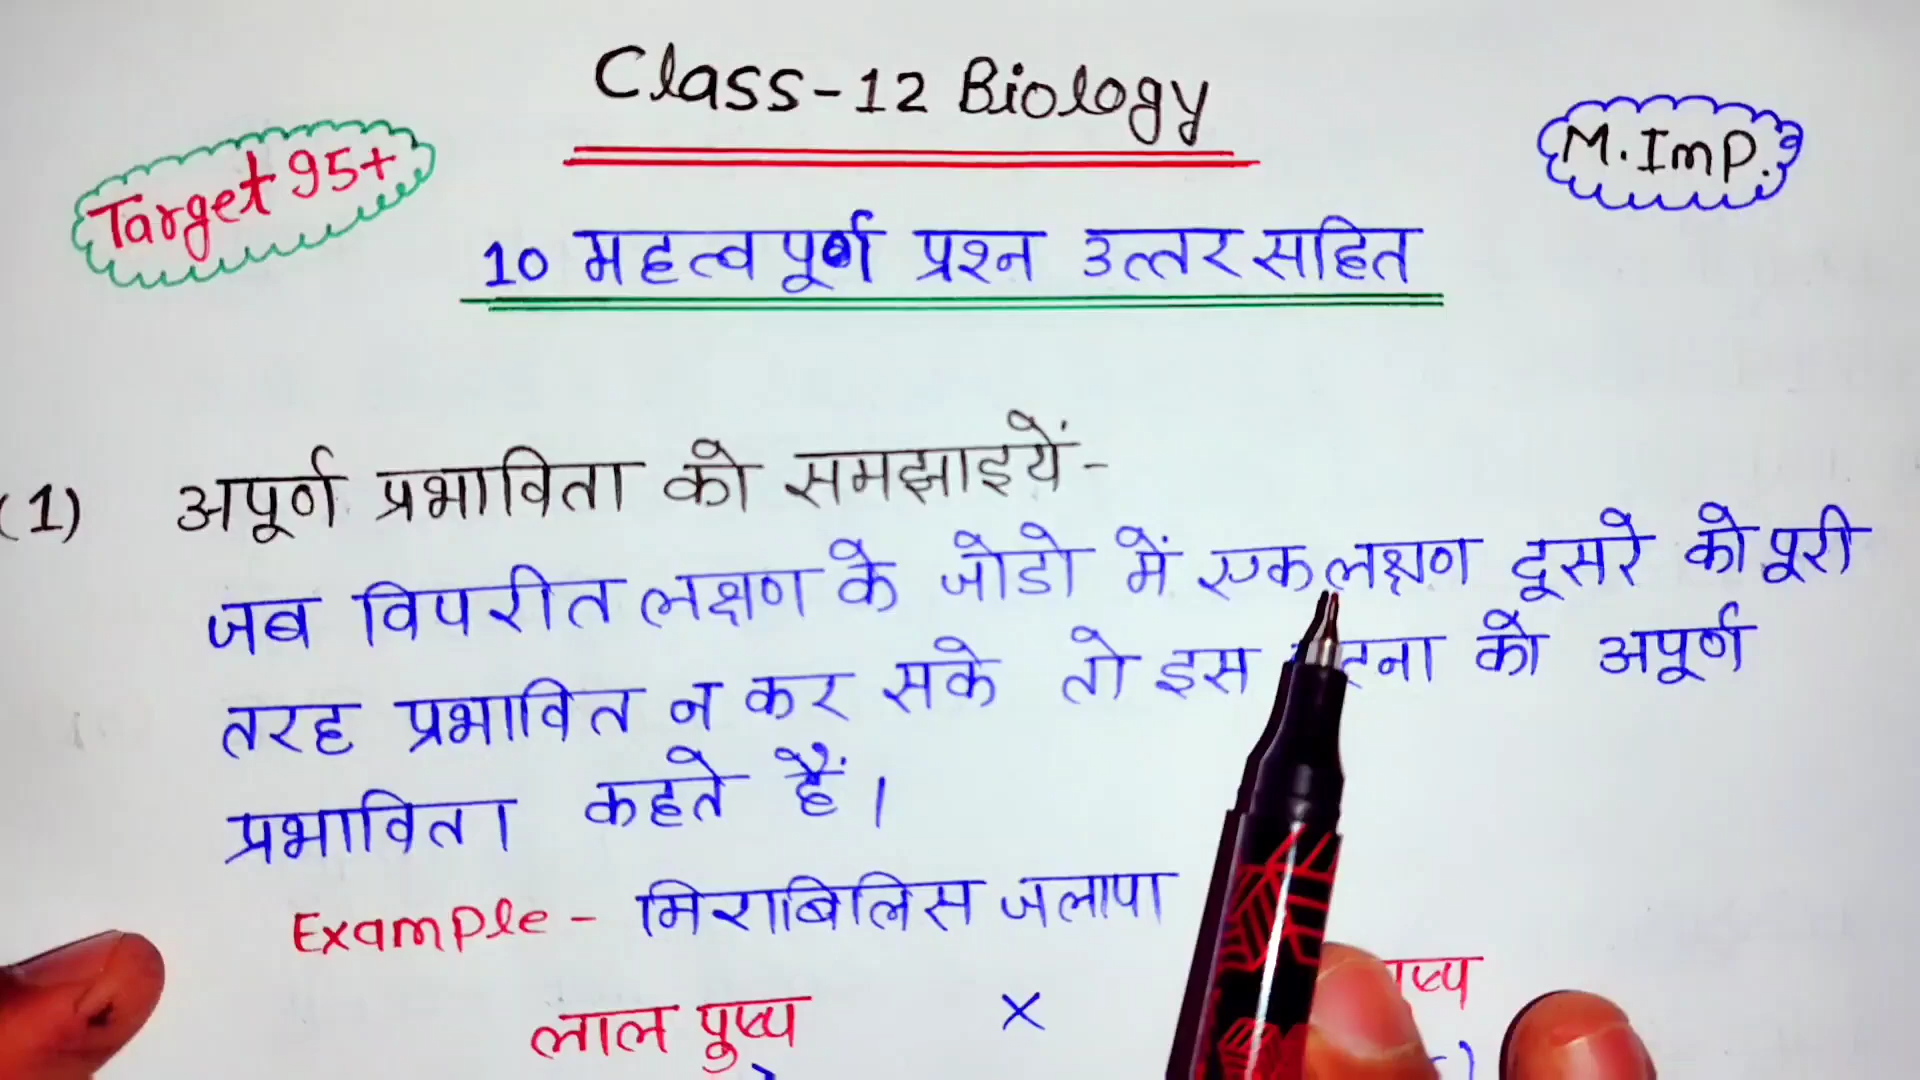 Class-12 Biology
Target 95+
M. Imp.
10 महत्वपूर्ण प्रश्न उत्तर सहित
(1) अपूर्ण प्रभाविता को समझाइयें-
जब विपरीत लक्षण के जोडो में एक लक्षण दूसरे को पूरी
तरह प्रभावित न कर सके तो इस को अपूर्ण
प्रभाविता कहते हैं।
Example - मिराबिलिस जलापा
लाल पुष्प ×